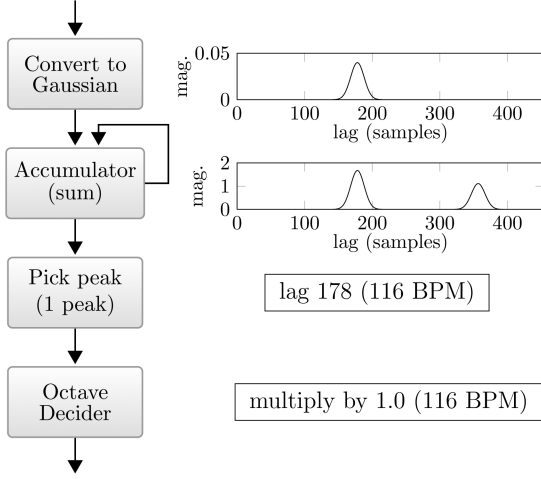 Convert to
Gaussian
mag.
0.05
0
0 100 200 300 400
lag (samples)
Accumulator
(sum)
mag.
2
1
0
0 100 200 300 400
lag (samples)
Pick peak
(1 peak)
lag 178 (116 BPM)
Octave
Decider
multiply by 1.0 (116 BPM)